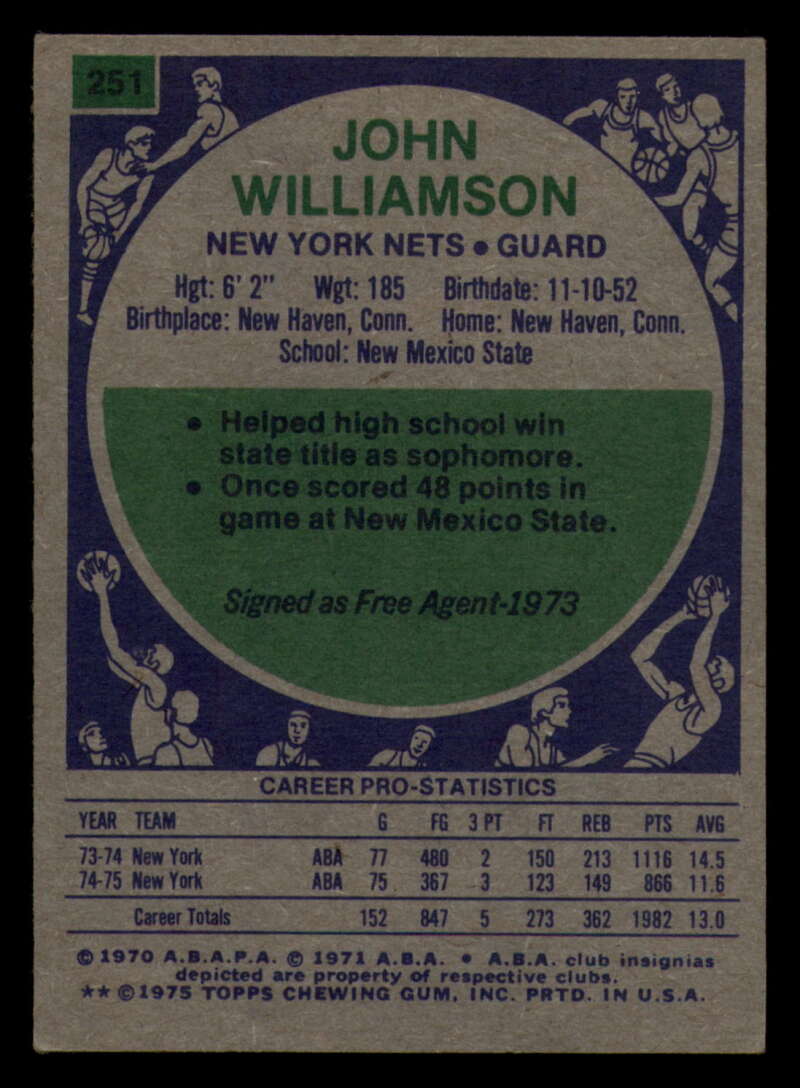 251
JOHN
WILLIAMSON
NEW YORK NETS • GUARD
Hgt: 6' 2" Wgt: 185 Birthdate: 11-10-52
Birthplace: New Haven, Conn. Home: New Haven, Conn.
School: New Mexico State
• Helped high school win
state title as sophomore.
• Once scored 48 points in
game at New Mexico State.
Signed as Free Agent-1973
CAREER PRO-STATISTICS
YEAR TEAM G FG 3 PT FT REB PTS AVG
73-74 New York ABA 77 480 2 150 213 1116 14.5
74-75 New York ABA 75 367 3 123 149 866 11.6
Career Totals 152 847 5 273 362 1982 13.0
© 1970 A.B.A.P.A. © 1971 A.B.A. • A.B.A. club insignias
depicted are property of respective clubs.
** ©1975 TOPPS CHEWING GUM, INC. PRTD. IN U.S.A.